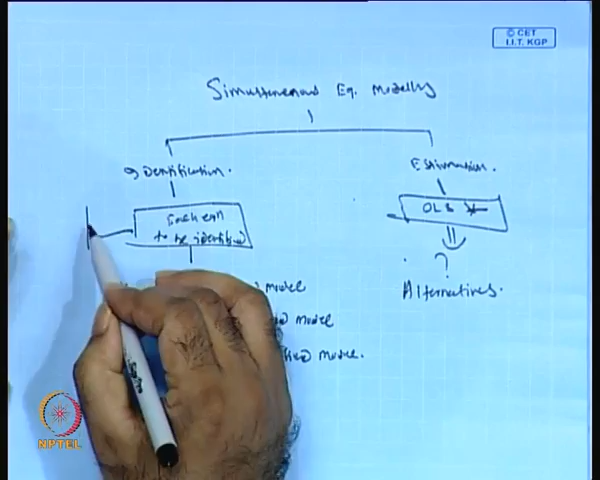 © CET
I.I.T. KGP
Simultaneous Eq. Modelling
Identification.
Estimation.
Each eqn
to be identified
OLS
?
Alternatives.
model
model
model.
NPTEL